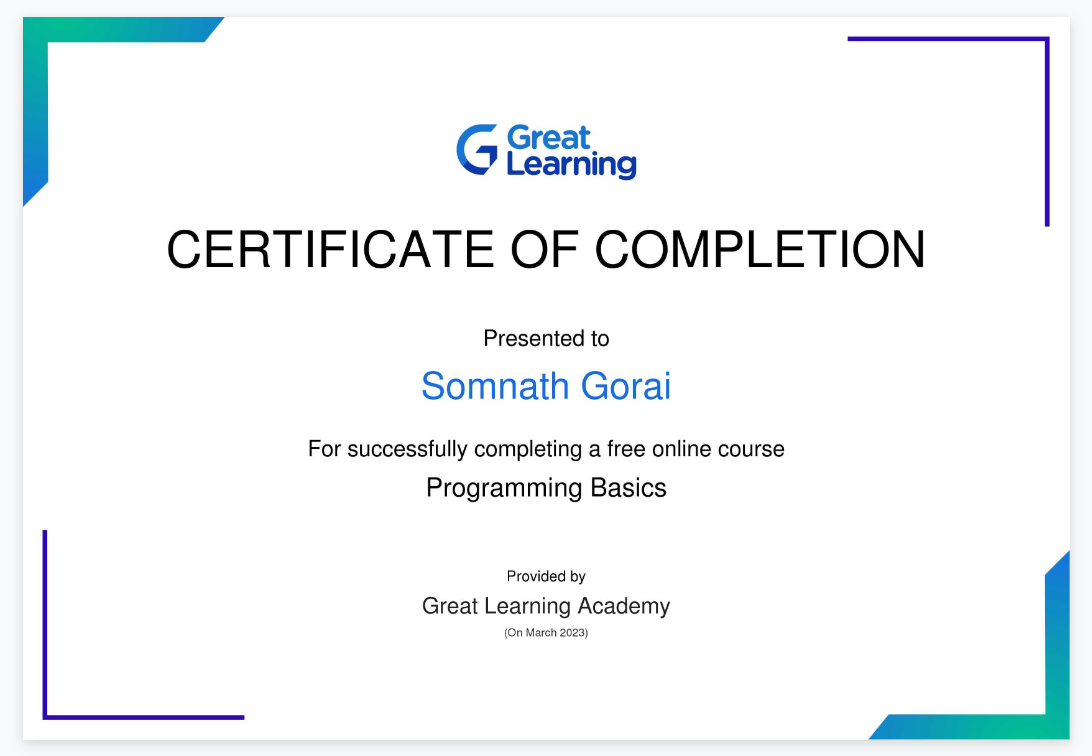 Great
Learning
CERTIFICATE OF COMPLETION
Presented to
Somnath Gorai
For successfully completing a free online course
Programming Basics
Provided by
Great Learning Academy
(On March 2023)